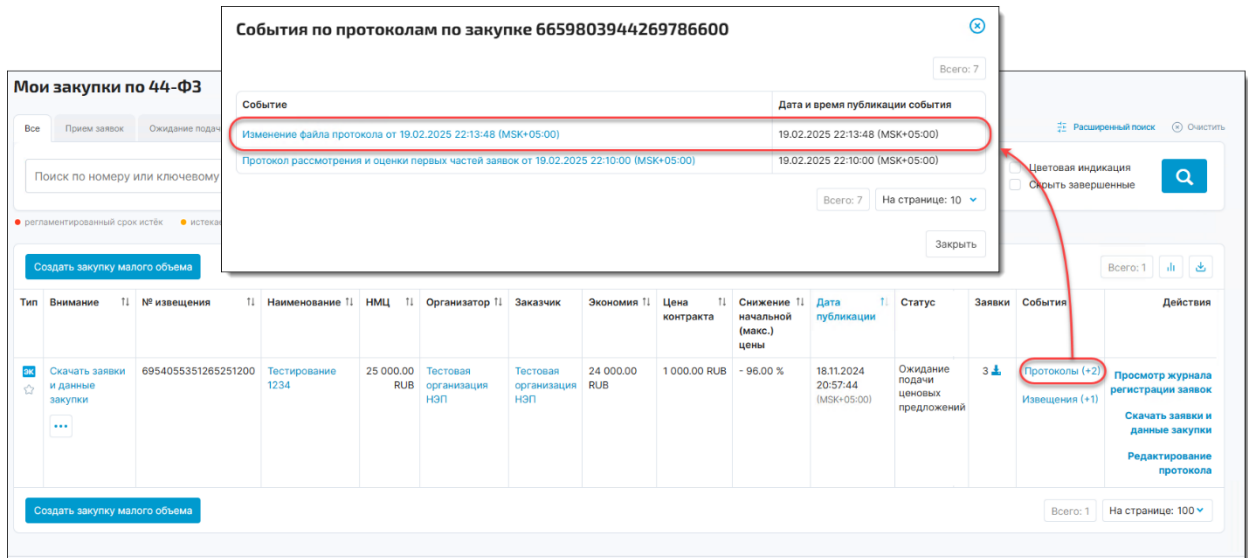 События по протоколам по закупке 6659803944269786600
Всего: 7
Событие Дата и время публикации события
Изменение файла протокола от 19.02.2025 22:13:48 (MSK+05:00) 19.02.2025 22:13:48 (MSK+05:00)
Протокол рассмотрения и оценки первых частей заявок от 19.02.2025 22:10:00 (MSK+05:00) 19.02.2025 22:10:00 (MSK+05:00)
Всего: 7 На странице: 10
Закрыть
Мои закупки по 44-ФЗ
Все Прием заявок Ожидание подач
Расширенный поиск Очистить
Поиск по номеру или ключевому
Цветовая индикация
Скрыть завершенные
регламентированный срок истёк истека
Создать закупку малого объема
Всего: 1
Тип Внимание № извещения Наименование НМЦ Организатор Заказчик Экономия Цена Снижение Дата Статус Заявки События Действия
контракта начальной публикации
(макс.)
цены
ЭК Скачать заявки 6954055351265251200 Тестирование 25 000.00 Тестовая Тестовая 24 000.00 1 000.00 RUB - 96.00 % 18.11.2024 Ожидание 3 Протоколы (+2) Просмотр журнала
и данные 1234 RUB организация организация RUB 20:57:44 подачи регистрации заявок
закупки НЭП НЭП (MSK+05:00) ценовых Извещения (+1)
предложений
Скачать заявки и
данные закупки
Редактирование
протокола
Создать закупку малого объема
Всего: 1 На странице: 100